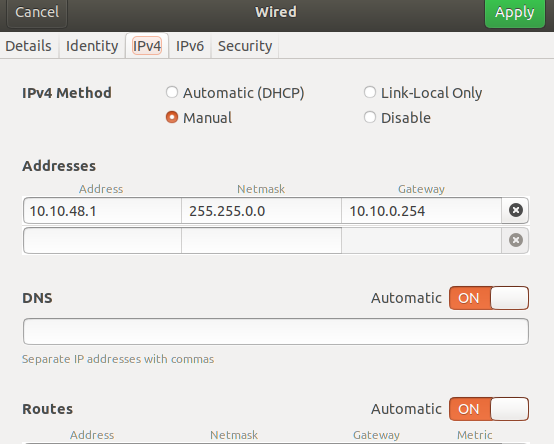 Cancel Wired Apply
Details Identity IPv4 IPv6 Security
IPv4 Method Automatic (DHCP) Link-Local Only
Manual Disable
Addresses
Address Netmask Gateway
10.10.48.1 255.255.0.0 10.10.0.254
DNS Automatic ON
Separate IP addresses with commas
Routes Automatic ON
Address Netmask Gateway Metric